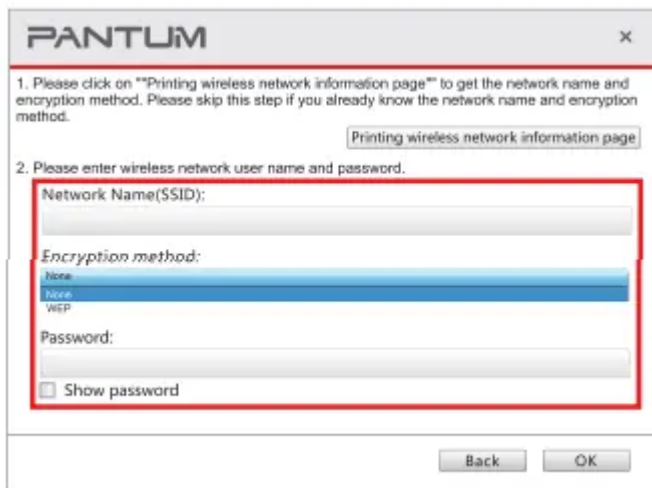 PANTUM
×
1. Please click on ""Printing wireless network information page"" to get the network name and
encryption method. Please skip this step if you already know the network name and encryption
method.
Printing wireless network information page
2. Please enter wireless network user name and password.
Network Name(SSID):
Encryption method:
None
None
WEP
Password:
Show password
Back OK